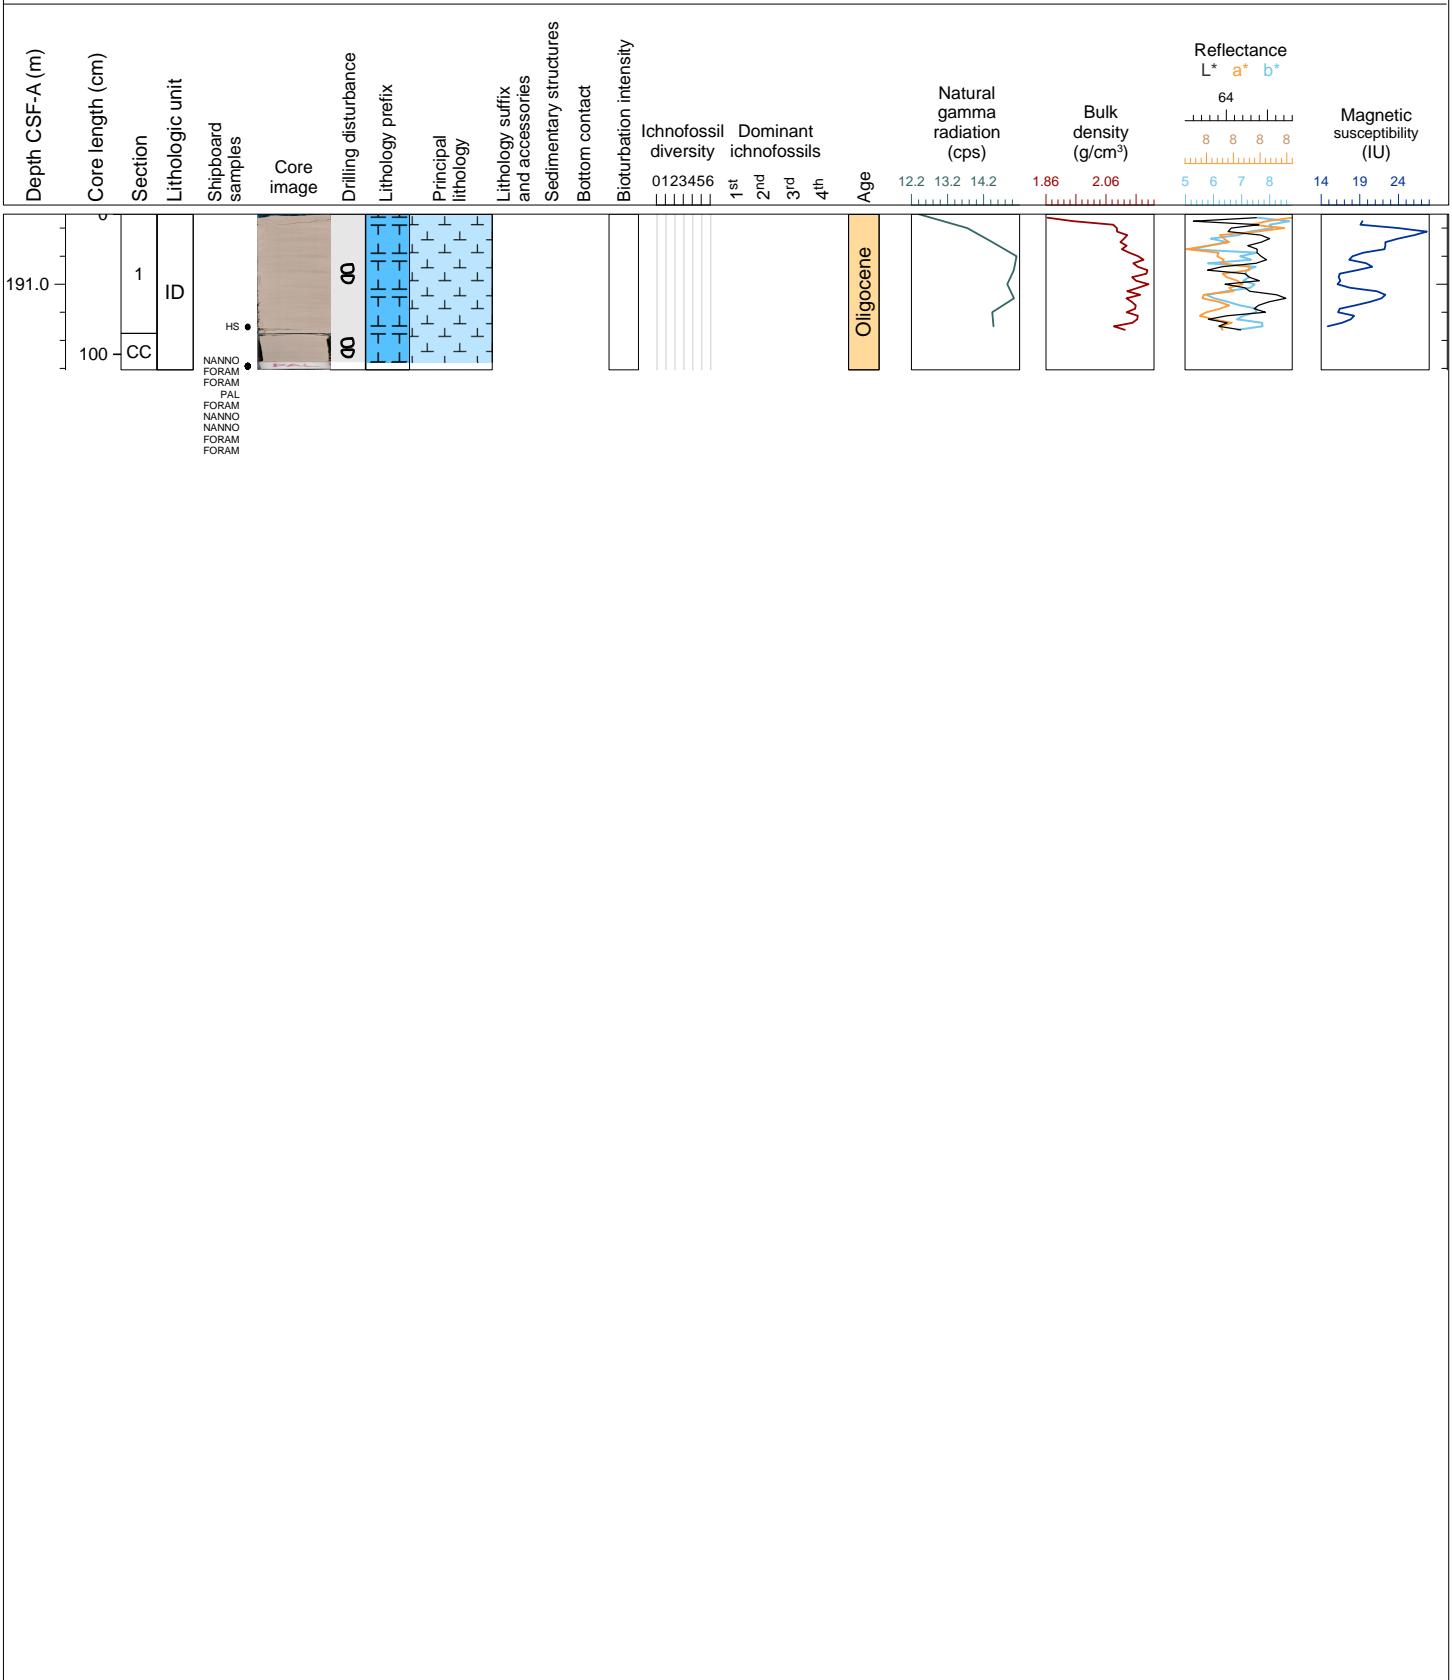 Depth CSF-A (m)
Core length (cm)
Section
Lithologic unit
Shipboard
samples
Core
image
Drilling disturbance
Lithology prefix
Principal
lithology
Lithology suffix
and accessories
Sedimentary structures
Bottom contact
Bioturbation intensity
Ichnofossil
diversity
0123456
Dominant
ichnofossils
1st
2nd
3rd
4th
Age
Natural
gamma
radiation
(cps)
12.2 13.2 14.2
Bulk
density
(g/cm³)
1.86 2.06
Reflectance
L* a* b*
64
8 8 8 8
5 6 7 8
Magnetic
susceptibility
(IU)
14 19 24
0
191.0
100
1
CC
ID
HS
NANNO
FORAM
FORAM
PAL
FORAM
NANNO
NANNO
FORAM
FORAM
PAL
Oligocene